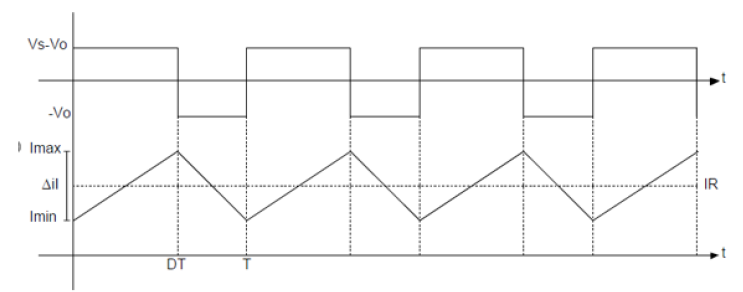 Vs-Vo
t
-Vo
) Imax
Δil
IR
Imin
t
DT
T